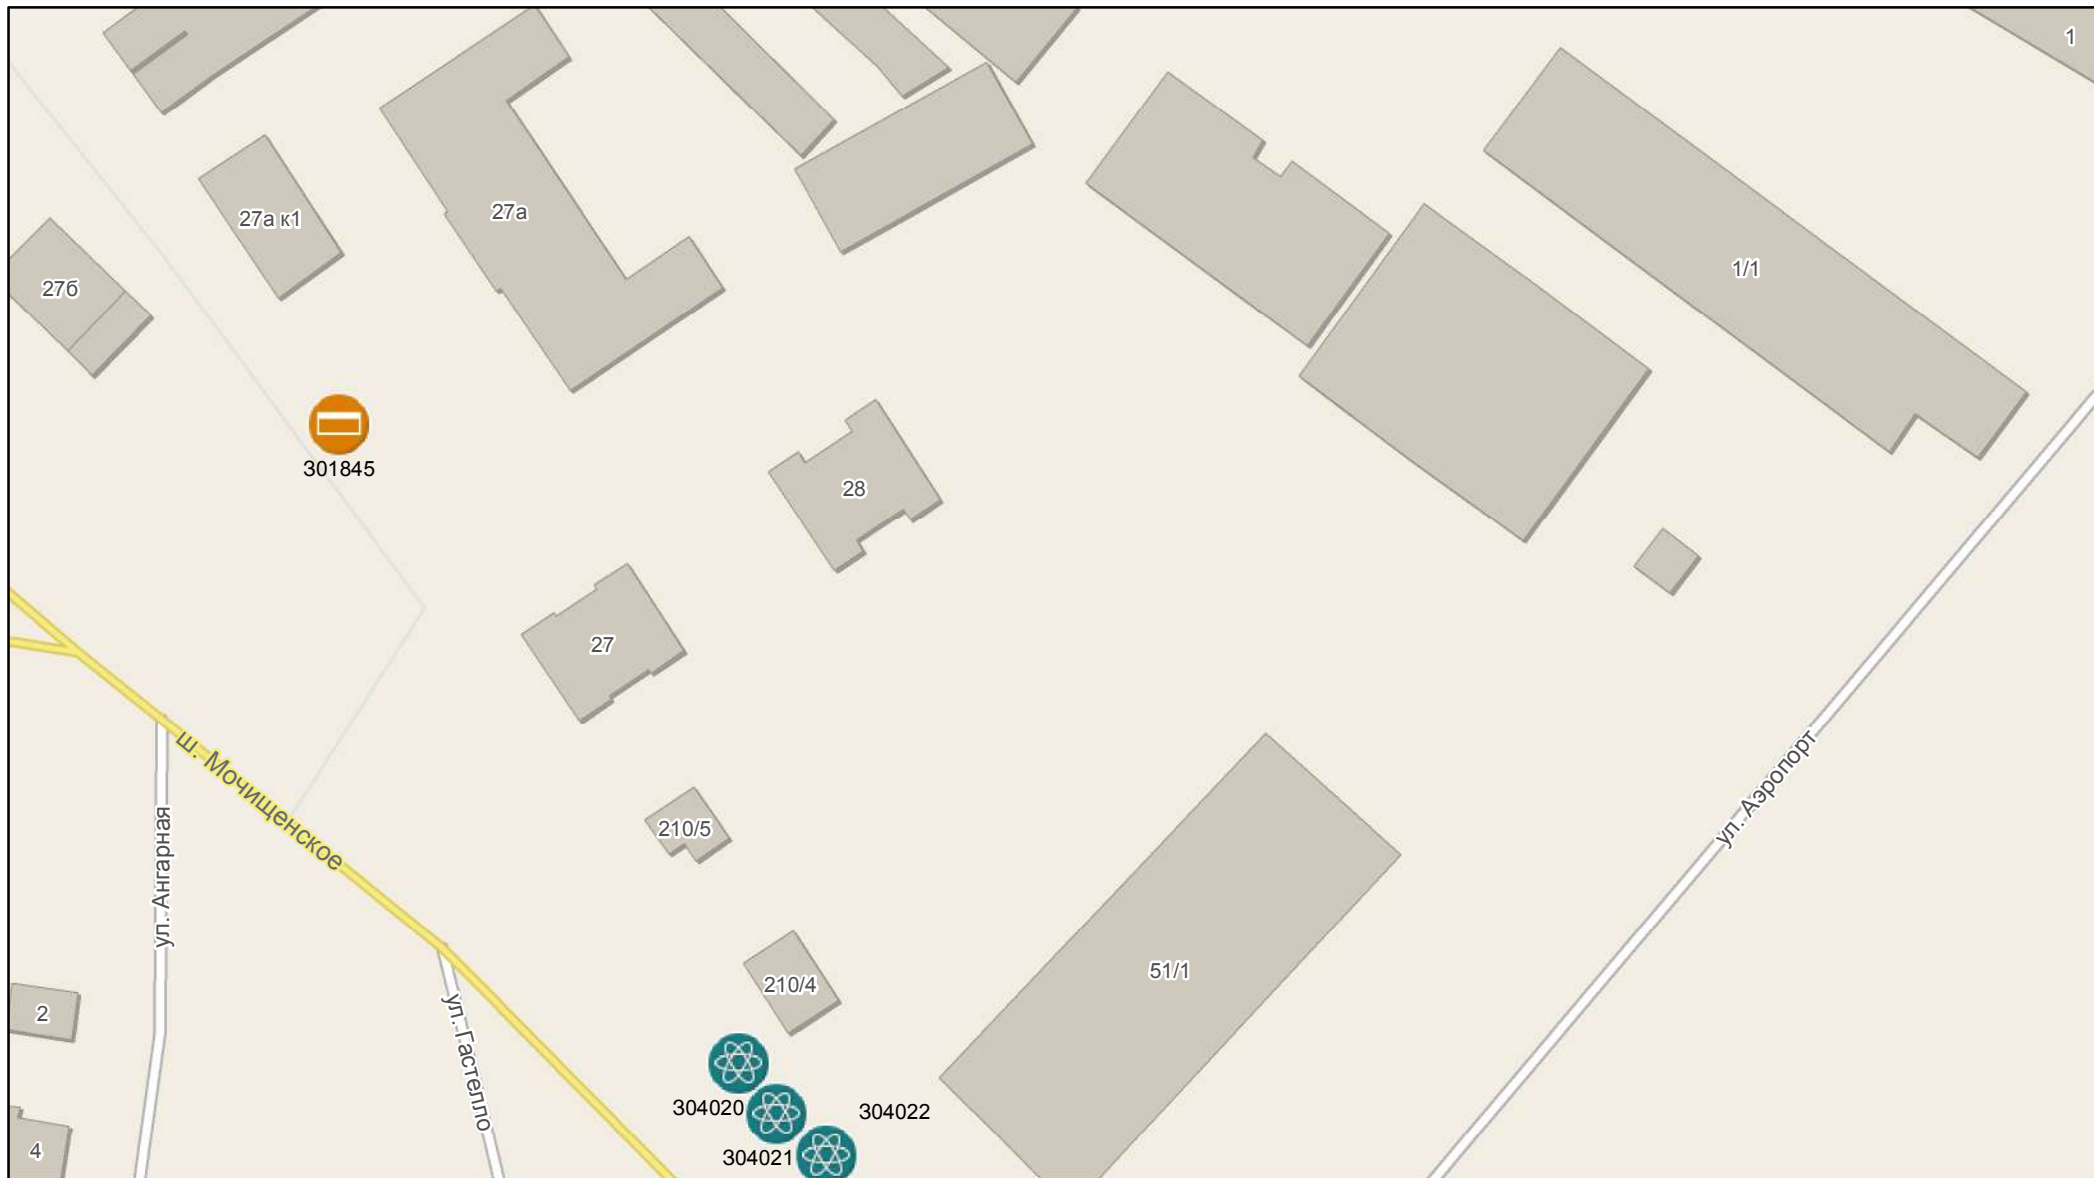 1
27а к1
27а
27б
1/1
301845
28
27
ш. Мочищенское
ул. Аэропорт
210/5
ул. Ангарная
51/1
210/4
2
ул. Гастелло
304020
304022
4
304021